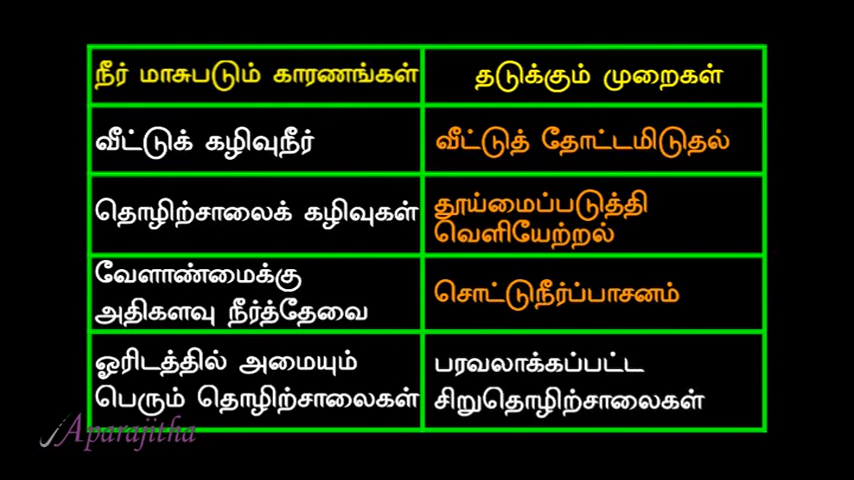 நீர் மாசுபடும் காரணங்கள்
தடுக்கும் முறைகள்
வீட்டுக் கழிவுநீர்
வீட்டுத் தோட்டமிடுதல்
தொழிற்சாலைக் கழிவுகள்
தூய்மைப்படுத்தி
வெளியேற்றல்
வேளாண்மைக்கு
அதிகளவு நீர்த்தேவை
சொட்டுநீர்ப்பாசனம்
ஓரிடத்தில் அமையும்
பெரும் தொழிற்சாலைகள்
பரவலாக்கப்பட்ட
சிறுதொழிற்சாலைகள்
Aparajitha